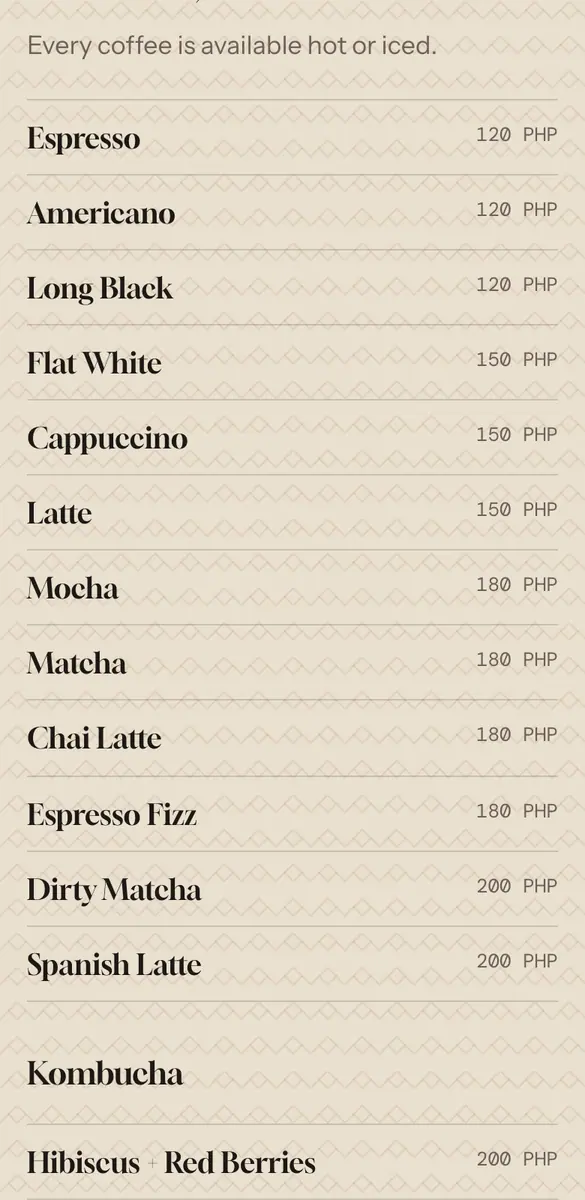 Every coffee is available hot or iced.
Espresso 120 PHP
Americano 120 PHP
Long Black 120 PHP
Flat White 150 PHP
Cappuccino 150 PHP
Latte 150 PHP
Mocha 180 PHP
Matcha 180 PHP
Chai Latte 180 PHP
Espresso Fizz 180 PHP
Dirty Matcha 200 PHP
Spanish Latte 200 PHP
Kombucha
Hibiscus + Red Berries 200 PHP